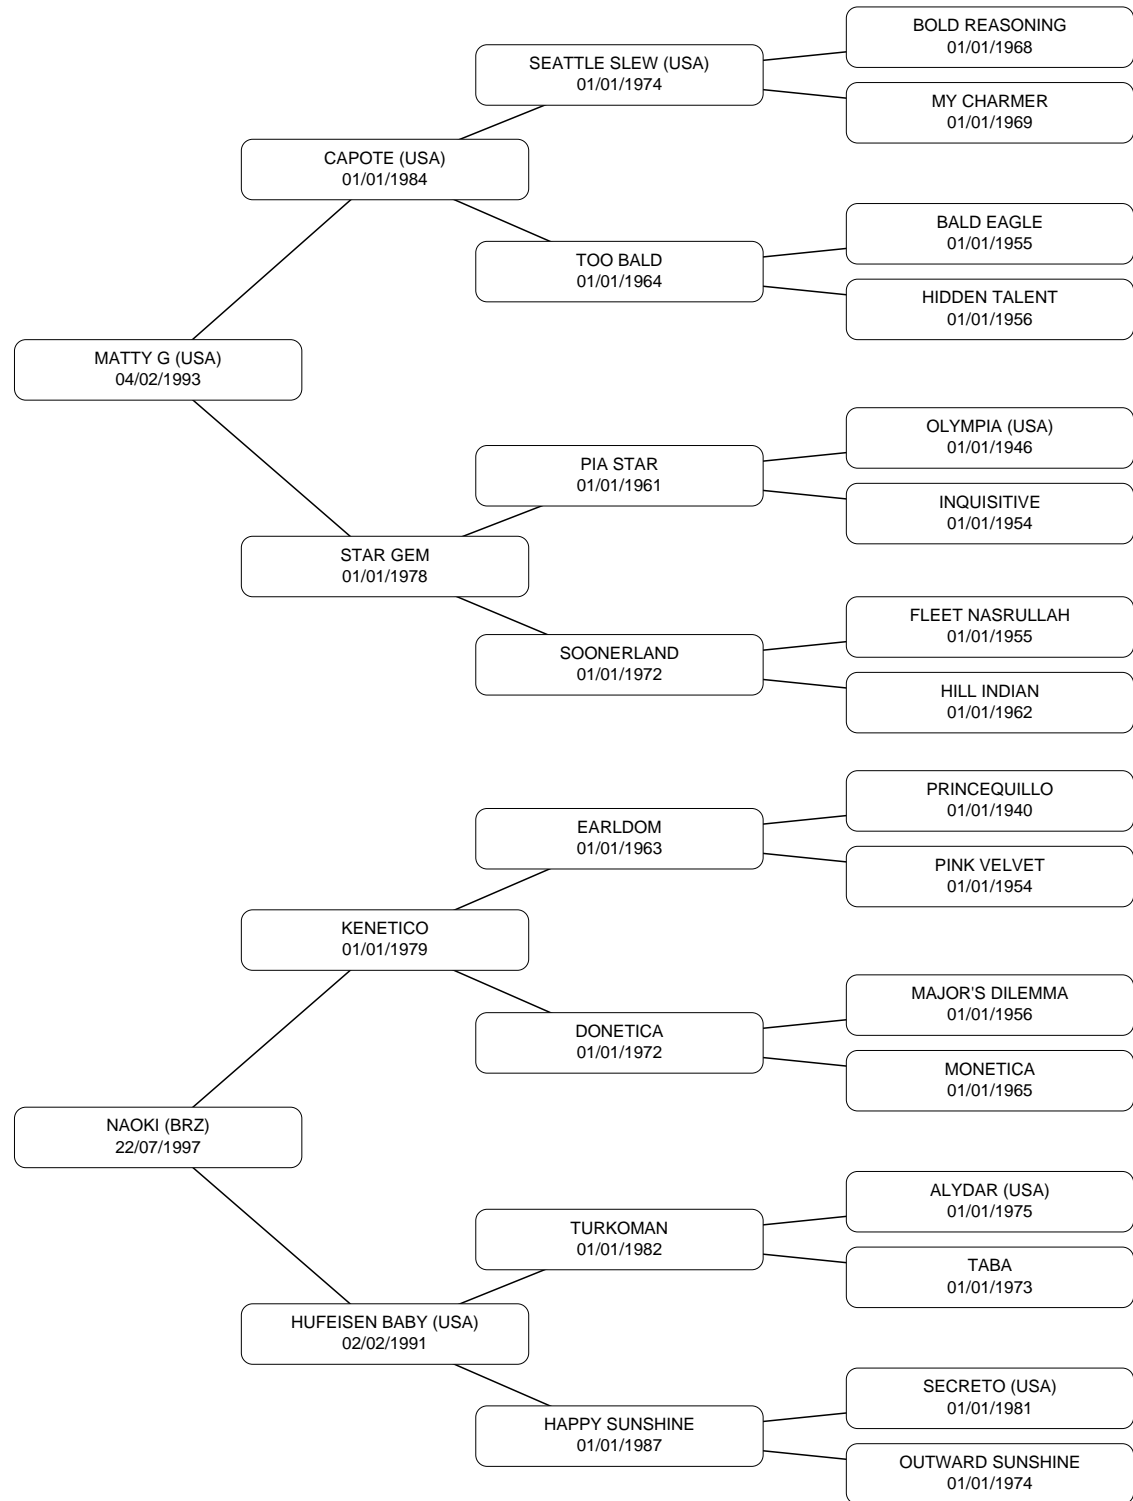 BOLD REASONING
01/01/1968
SEATTLE SLEW (USA)
01/01/1974
MY CHARMER
01/01/1969
CAPOTE (USA)
01/01/1984
BALD EAGLE
01/01/1955
TOO BALD
01/01/1964
HIDDEN TALENT
01/01/1956
MATTY G (USA)
04/02/1993
OLYMPIA (USA)
01/01/1946
PIA STAR
01/01/1961
INQUISITIVE
01/01/1954
STAR GEM
01/01/1978
FLEET NASRULLAH
01/01/1955
SOONERLAND
01/01/1972
HILL INDIAN
01/01/1962
PRINCEQUILLO
01/01/1940
EARLDOM
01/01/1963
PINK VELVET
01/01/1954
KENETICO
01/01/1979
MAJOR'S DILEMMA
01/01/1956
DONETICA
01/01/1972
MONETICA
01/01/1965
NAOKI (BRZ)
22/07/1997
ALYDAR (USA)
01/01/1975
TURKOMAN
01/01/1982
TABA
01/01/1973
HUFEISEN BABY (USA)
02/02/1991
SECRETO (USA)
01/01/1981
HAPPY SUNSHINE
01/01/1987
OUTWARD SUNSHINE
01/01/1974